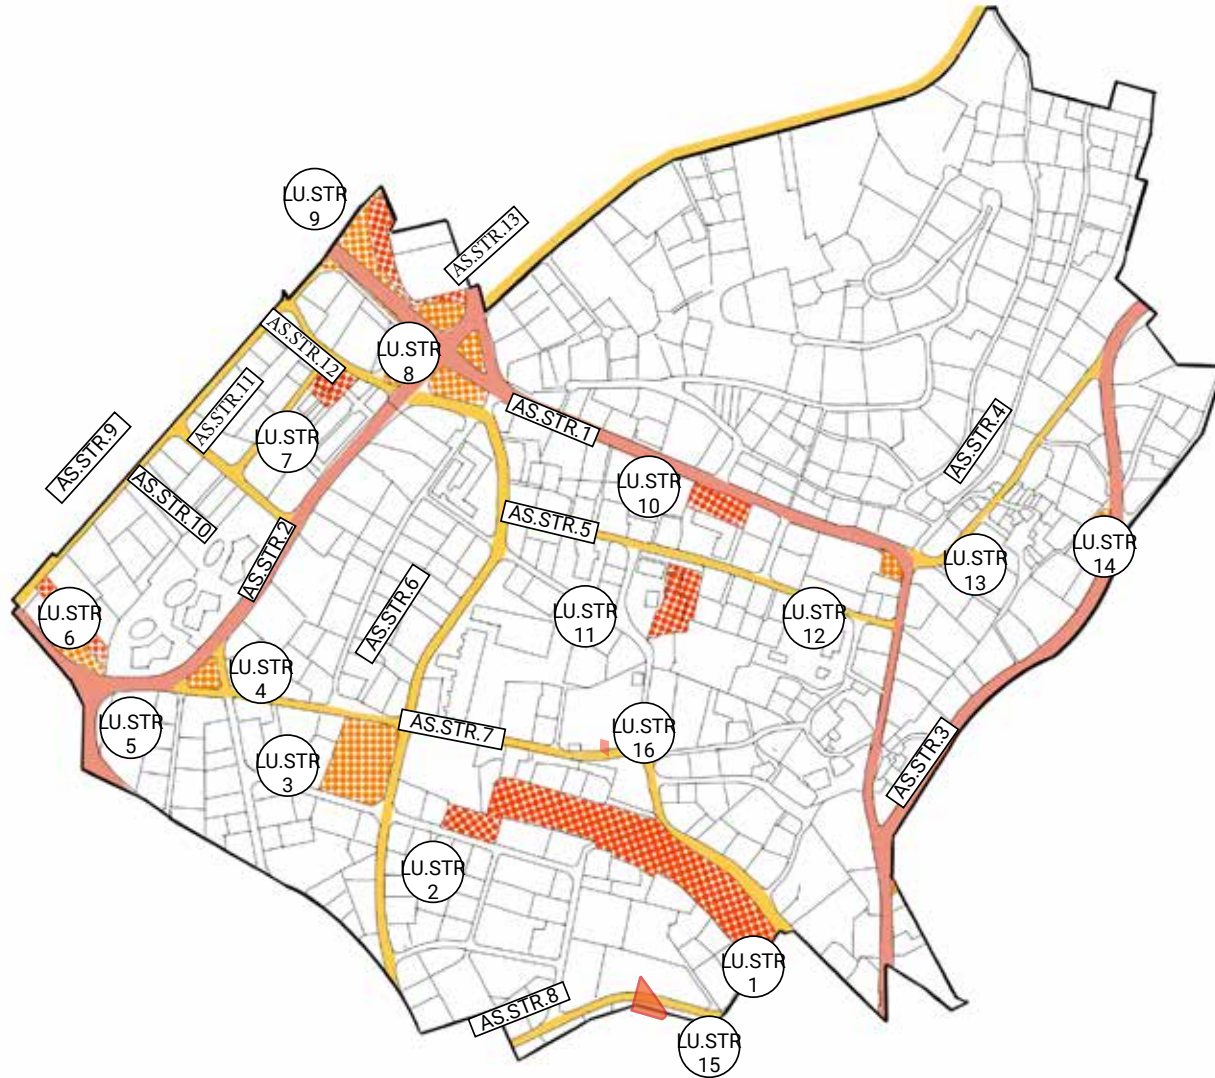 LU.STR
9
AS.STR.13
AS.STR.12
LU.STR
8
AS.STR.11
AS.STR.1
LU.STR
7
AS.STR.9
AS.STR.4
LU.STR
10
AS.STR.10
AS.STR.5
AS.STR.2
LU.STR
14
LU.STR
13
AS.STR.6
LU.STR
11
LU.STR
12
LU.STR
6
LU.STR
4
LU.STR
5
AS.STR.7
LU.STR
16
LU.STR
3
AS.STR.3
LU.STR
2
LU.STR
1
AS.STR.8
LU.STR
15